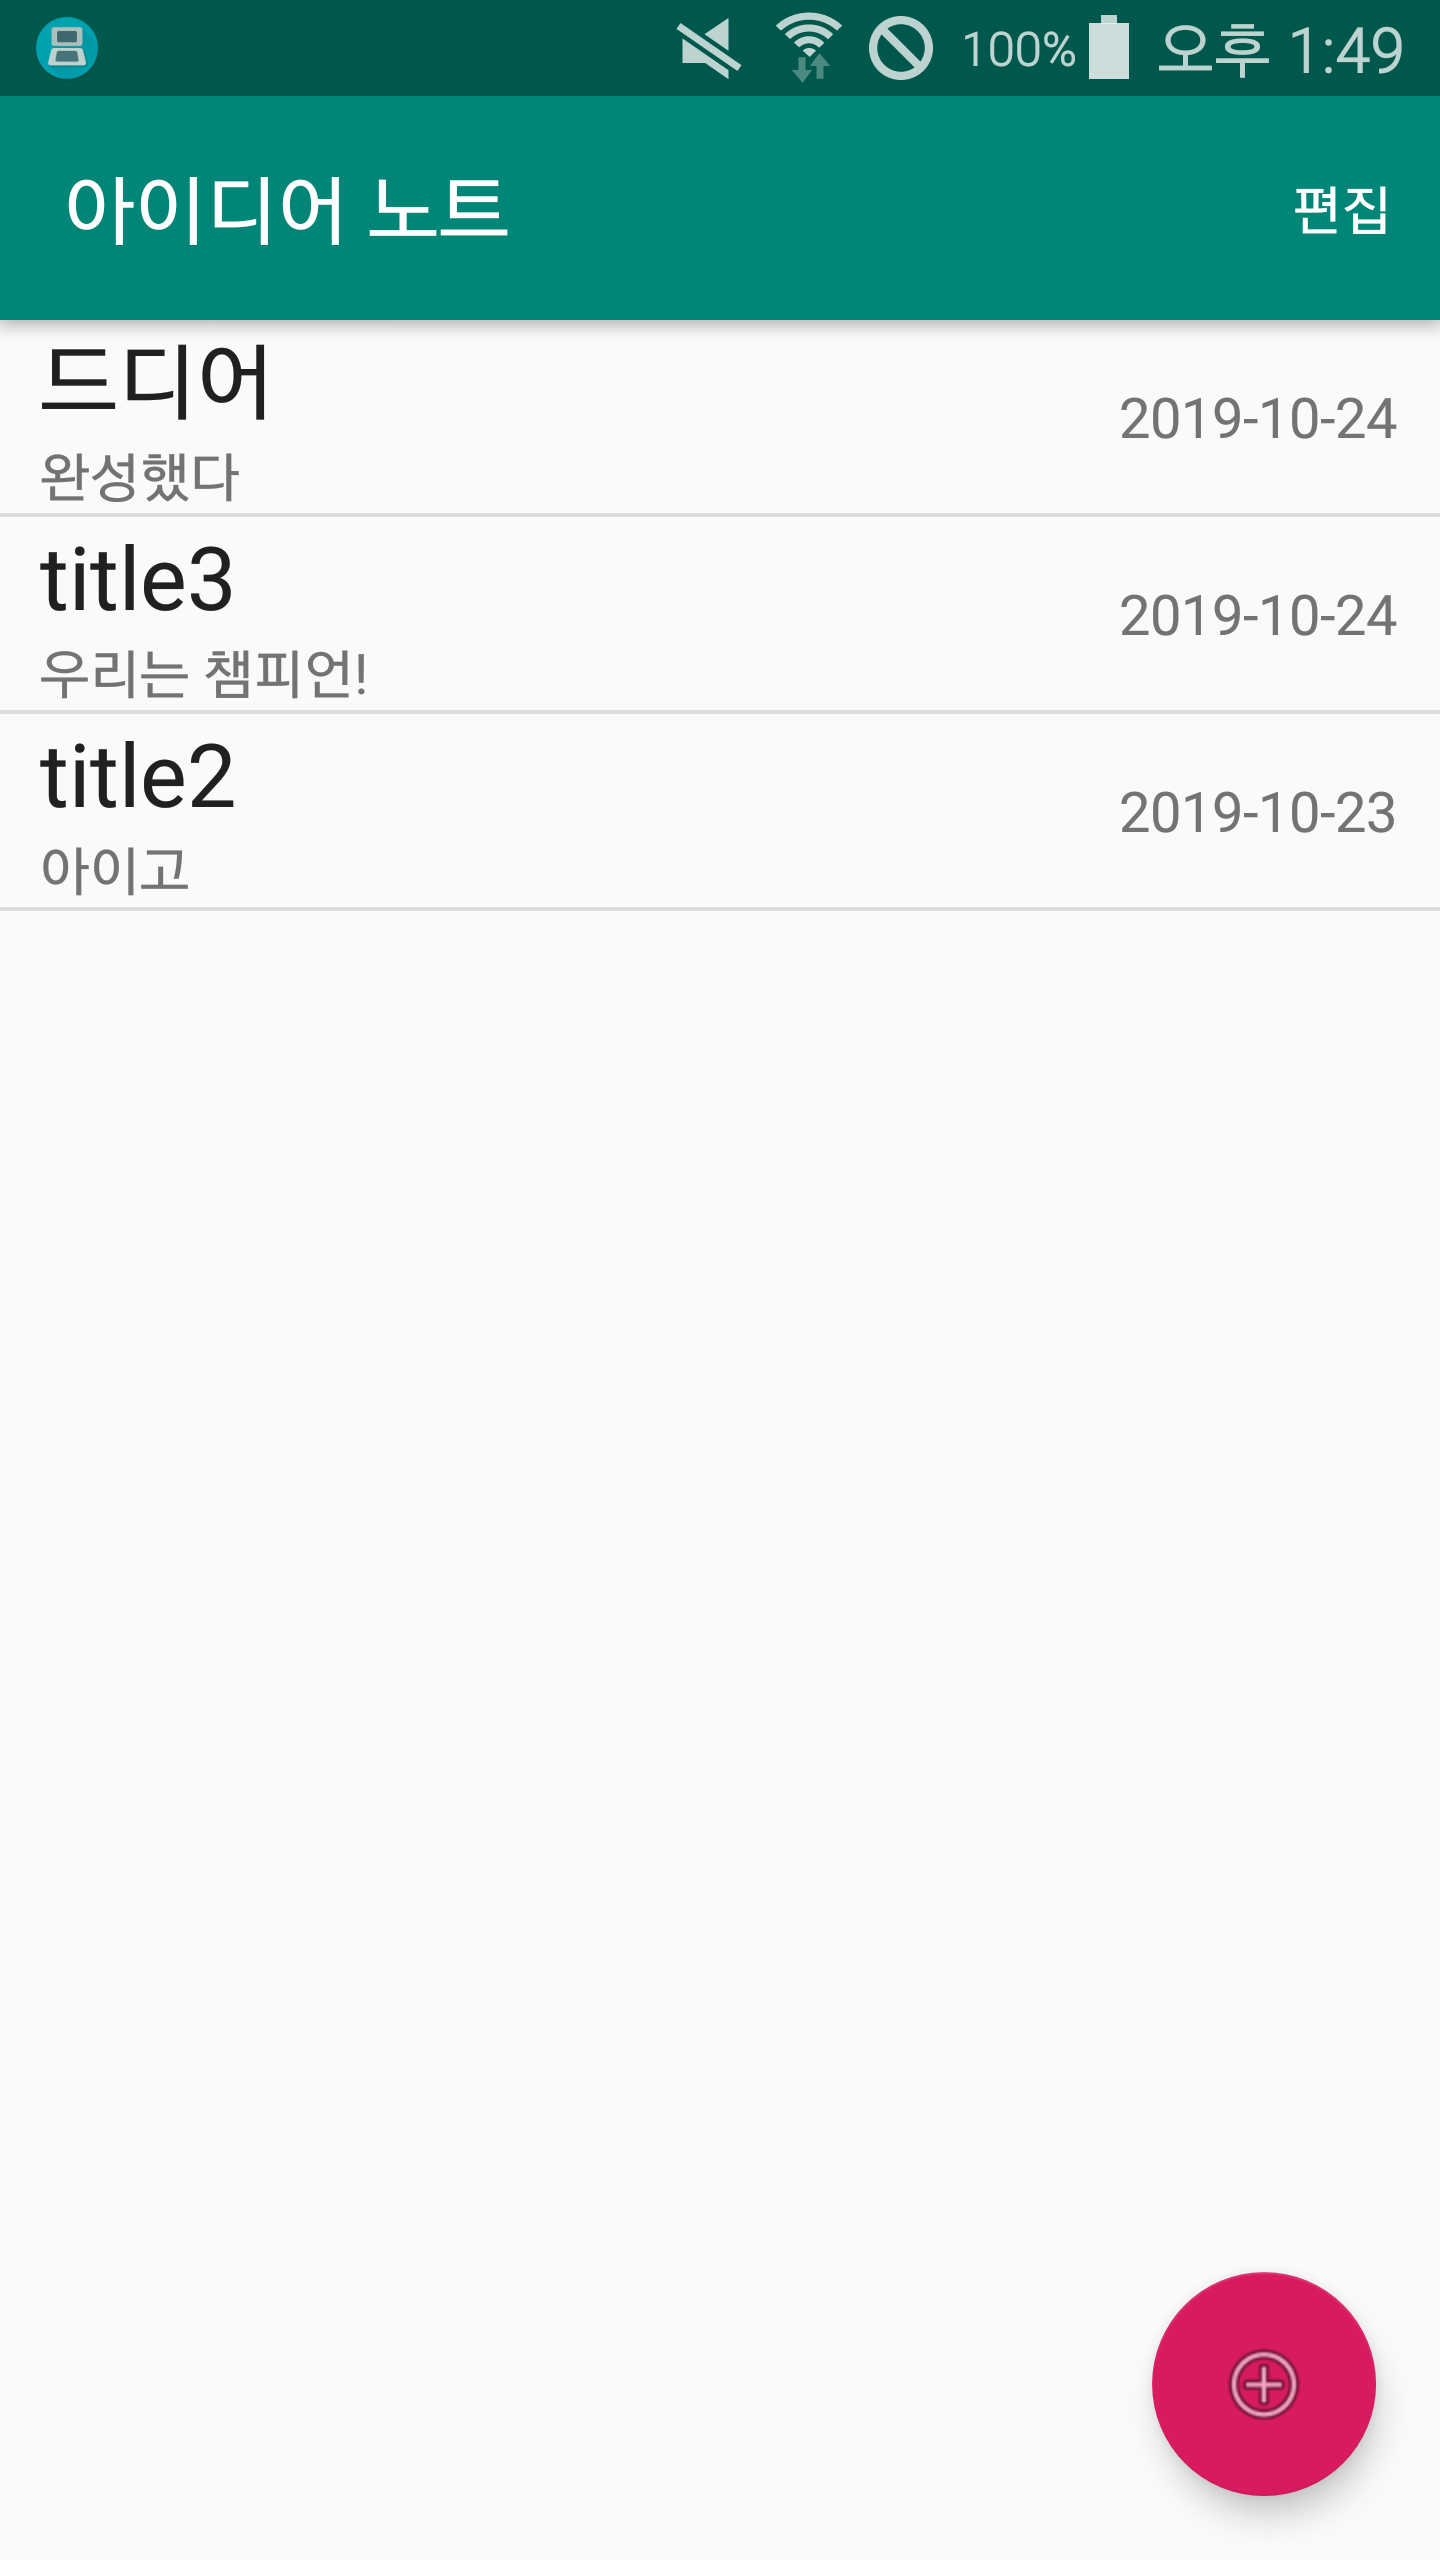 100% 오후 1:49
아이디어 노트 편집
드디어
완성했다
2019-10-24
title3
우리는 챔피언!
2019-10-24
title2
아이고
2019-10-23